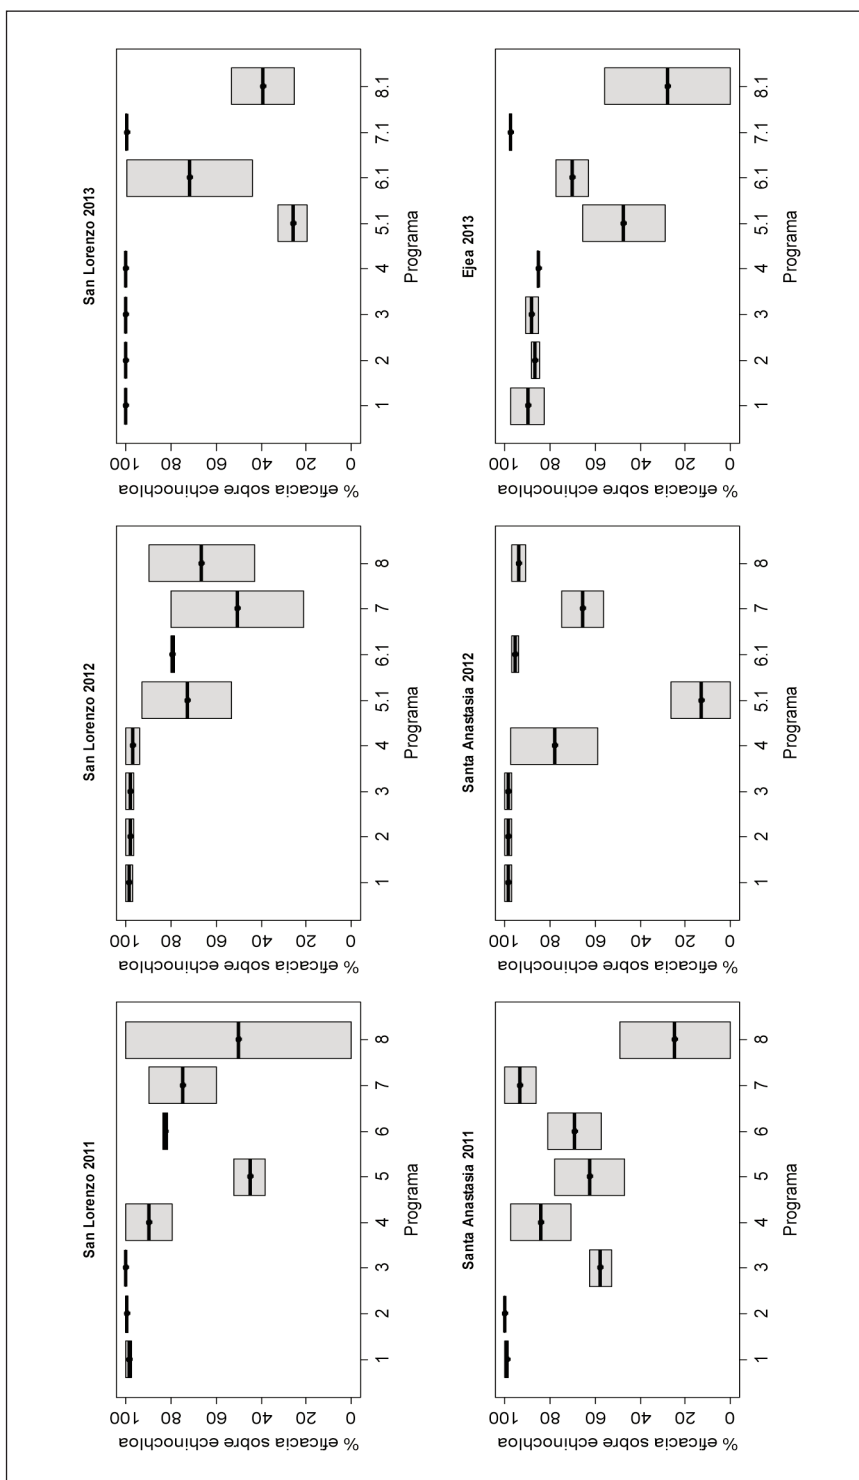 San Lorenzo 2011
% eficacia sobre echinochloa
100
80
60
40
20
0
1 2 3 4 5 6 7 8
Programa
San Lorenzo 2012
% eficacia sobre echinochloa
100
80
60
40
20
0
1 2 3 4 5.1 6.1 7 8
Programa
San Lorenzo 2013
% eficacia sobre echinochloa
100
80
60
40
20
0
1 2 3 4 5.1 6.1 7.1 8.1
Programa
Santa Anastasia 2011
% eficacia sobre echinochloa
100
80
60
40
20
0
1 2 3 4 5 6 7 8
Programa
Santa Anastasia 2012
% eficacia sobre echinochloa
100
80
60
40
20
0
1 2 3 4 5.1 6.1 7 8
Programa
Ejea 2013
% eficacia sobre echinochloa
100
80
60
40
20
0
1 2 3 4 5.1 6.1 7.1 8.1
Programa